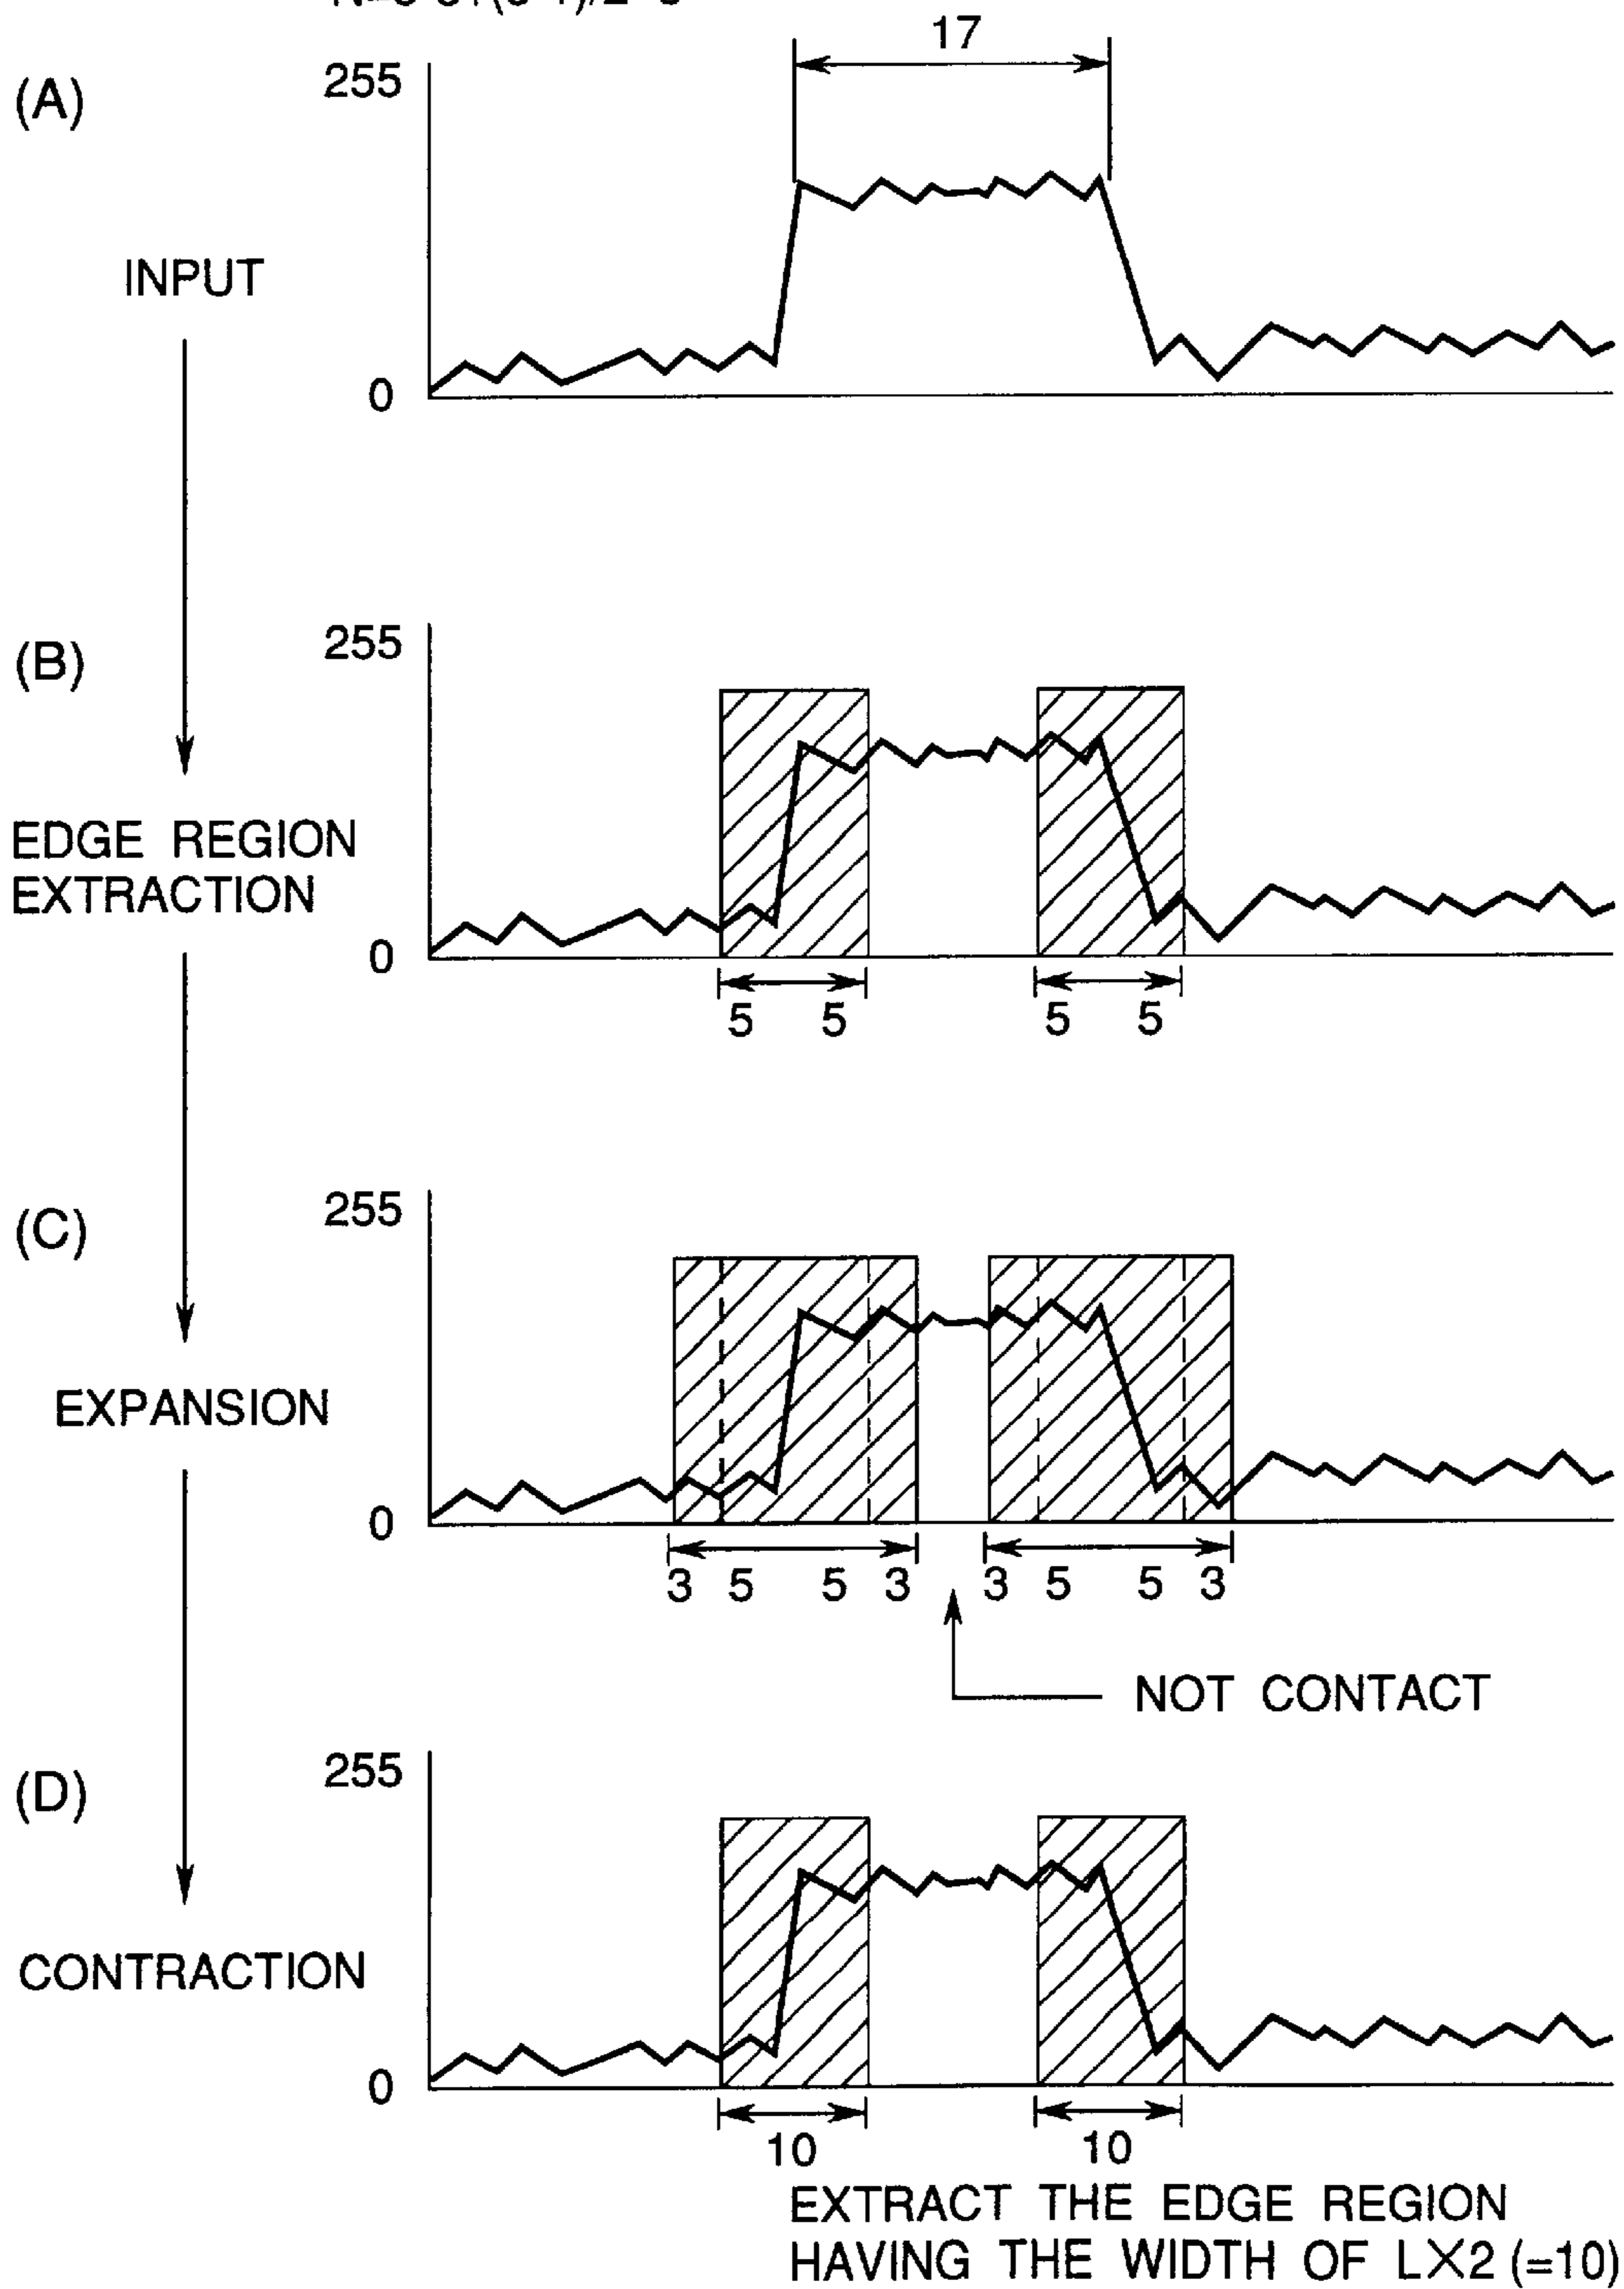 (A)
255
17
INPUT
0
(B)
255
EDGE REGION
EXTRACTION
0
5 5 5 5
(C)
255
EXPANSION
0
3 5 5 3 3 5 5 3
NOT CONTACT
(D)
255
CONTRACTION
0
10 10
EXTRACT THE EDGE REGION
HAVING THE WIDTH OF L×2 (=10)